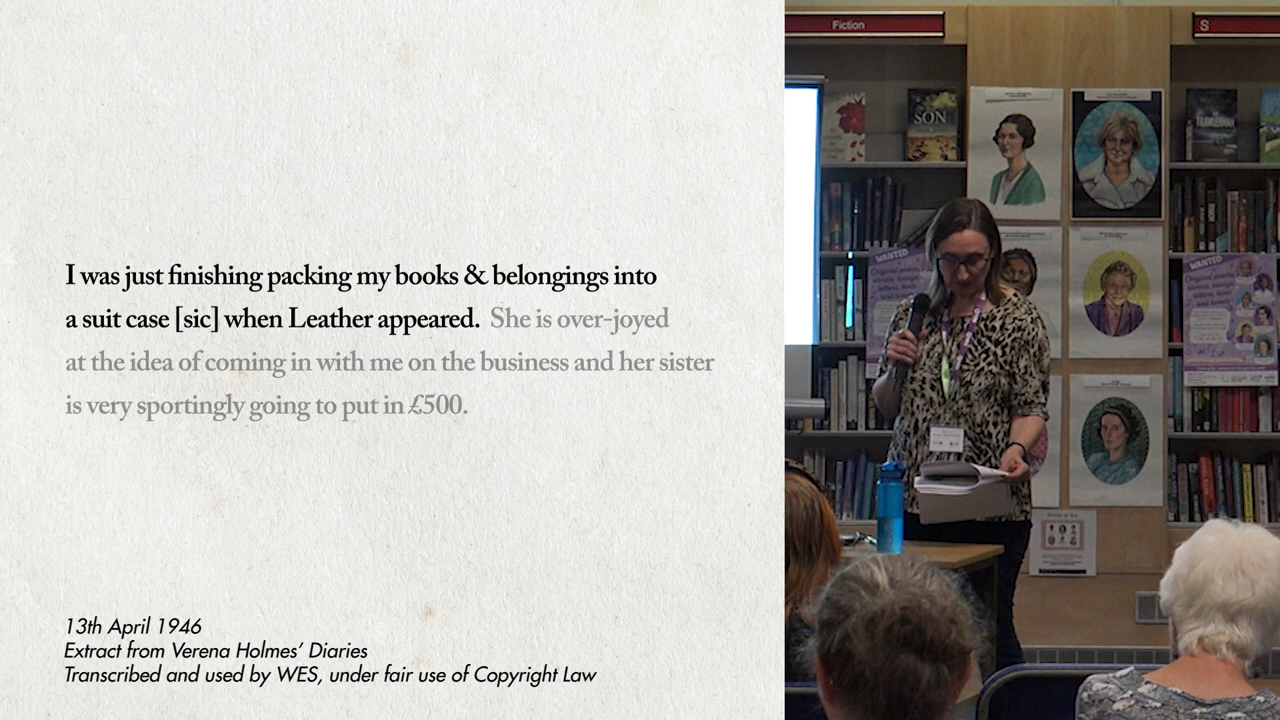 I was just finishing packing my books & belongings into
a suit case [sic] when Leather appeared. She is over-joyed
at the idea of coming in with me on the business and her sister
is very sportingly going to put in £500.
13th April 1946
Extract from Verena Holmes’ Diaries
Transcribed and used by WES, under fair use of Copyright Law
Fiction
S
SON
WANTED
WANTED